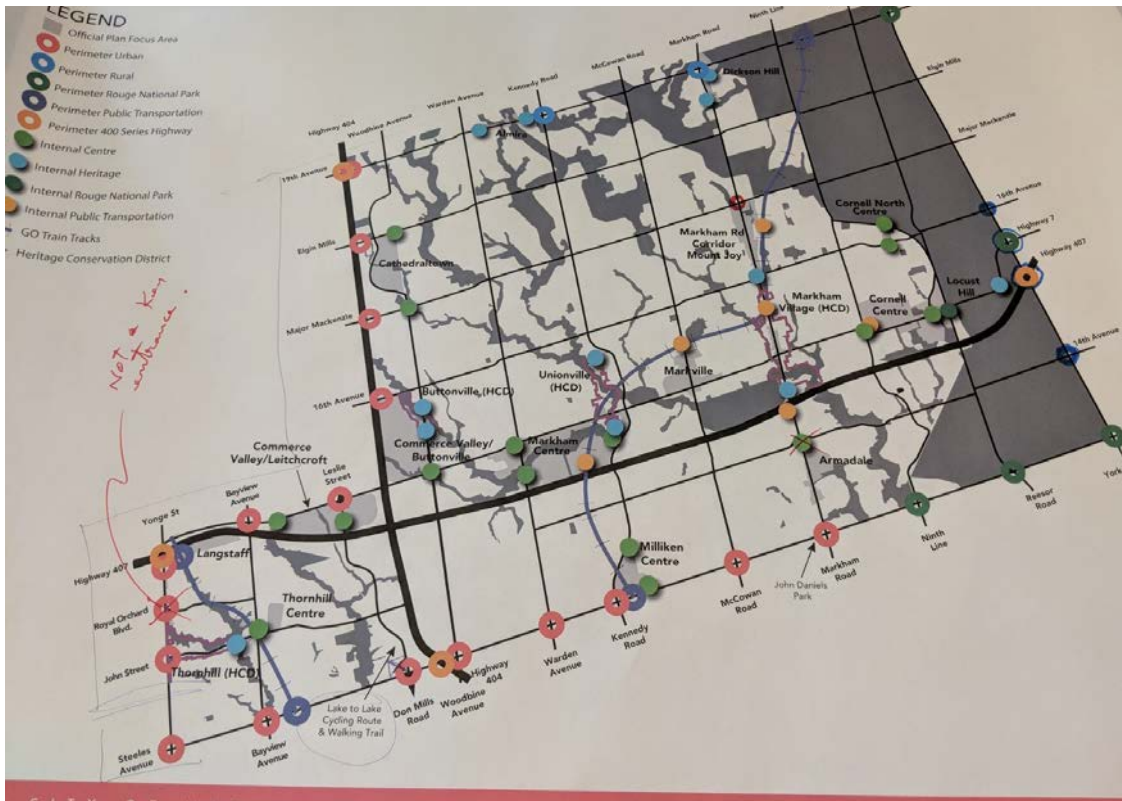 LEGEND
Official Plan Focus Area
Perimeter Urban
Perimeter Rural
Perimeter Rouge National Park
Perimeter Public Transportation
Perimeter 400 Series Highway
Internal Centre
Internal Heritage
Internal Rouge National Park
Internal Public Transportation
GO Train Tracks
Heritage Conservation District
Not a Key
entrance.
Highway 404
Woodbine Avenue
Warden Avenue
Kennedy Road
McCowan Road
Markham Road
Ninth Line
19th Avenue
Almira
Dickson Hill
Elgin Mills
Major Mackenzie
16th Avenue
Highway 7
Highway 407
14th Avenue
Elgin Mills
Cathedraltown
Markham Rd
Corridor
Mount Joy
Cornell North
Centre
Major Mackenzie
Markham
Village (HCD)
Cornell
Centre
Locust
Hill
16th Avenue
Buttonville (HCD)
Unionville
(HCD)
Markville
Commerce
Valley/Leitchcroft
Commerce Valley/
Buttonville
Markham
Centre
Armadale
Leslie
Street
Bayview
Avenue
Yonge St
Highway 407
Langstaff
Royal Orchard
Blvd.
Thornhill
Centre
Milliken
Centre
John Street
Thornhill (HCD)
Steeles
Avenue
Bayview
Avenue
Lake to Lake
Cycling Route
& Walking Trail
Don Mills
Road
Woodbine
Avenue
Highway
404
Warden
Avenue
Kennedy
Road
McCowan
Road
John Daniels
Park
Markham
Road
Ninth
Line
Reesor
Road
York